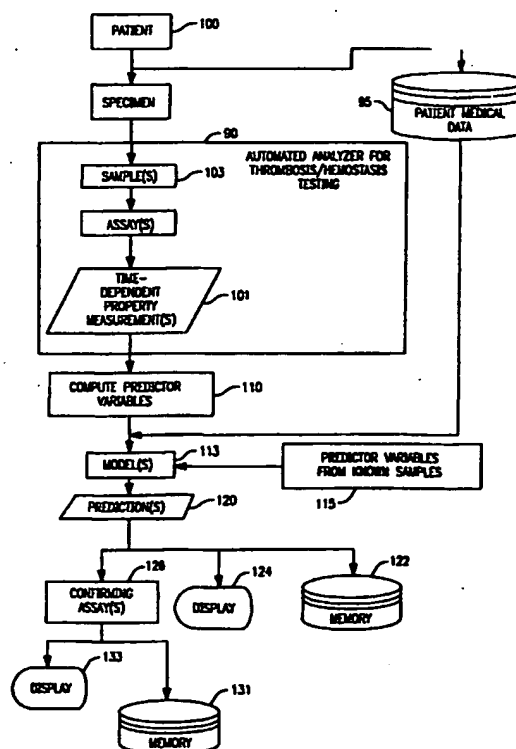 PATIENT
100
SPECIMEN
95
PATIENT MEDICAL
DATA
90
AUTOMATED ANALYZER FOR
THROMBOSIS/HEMOSTASIS
TESTING
SAMPLE(S)
103
ASSAY(S)
TIME-
DEPENDENT
PROPERTY
MEASUREMENT(S)
101
COMPUTE PREDICTOR
VARIABLES
110
MODEL(S)
113
PREDICTOR VARIABLES
FROM KNOWN SAMPLES
115
PREDICTION(S)
120
CONFIRMING
ASSAY(S)
126
124
DISPLAY
122
MEMORY
DISPLAY
133
131
MEMORY